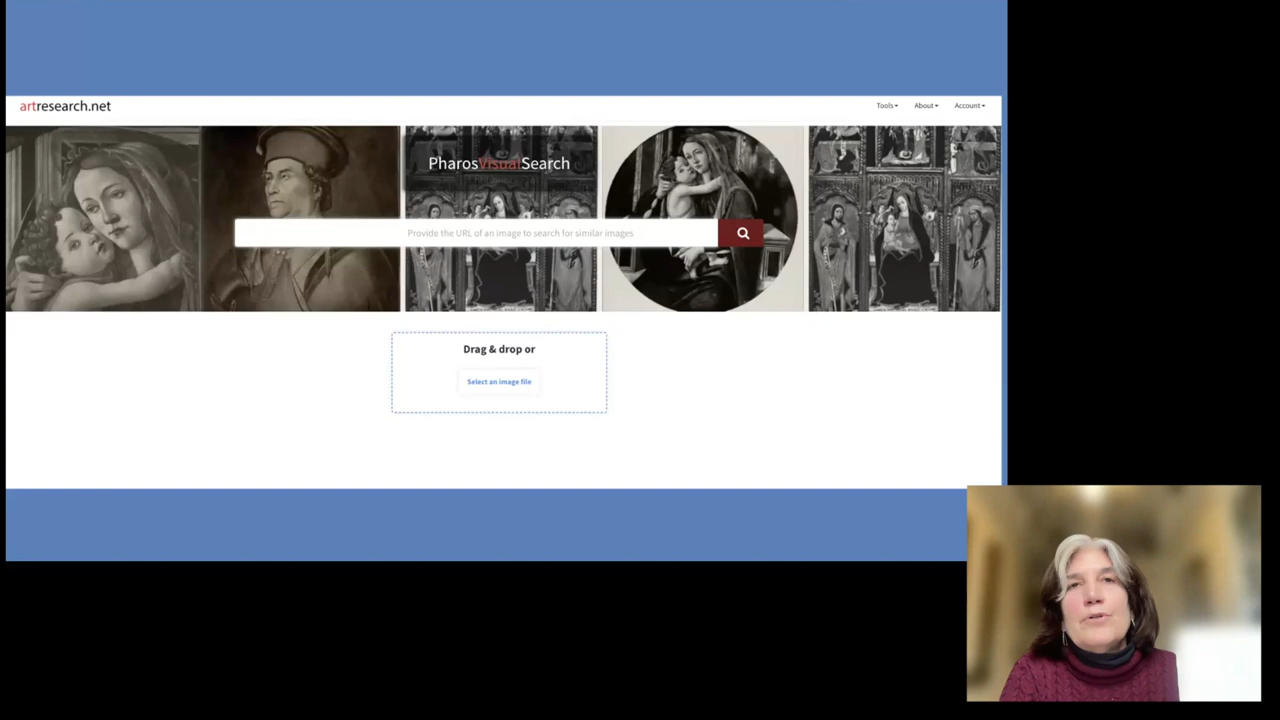 artresearch.net
Tools About Account
PharosVisualSearch
Provide the URL of an image to search for similar images
Drag & drop or
Select an image file